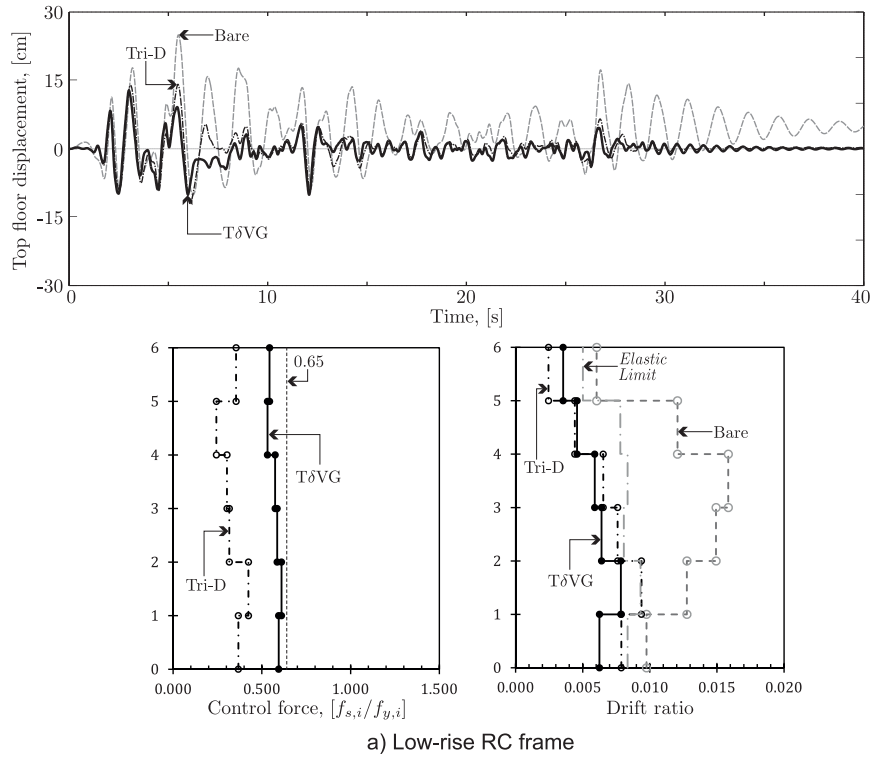 30
15
0
-15
-30
Top floor displacement, [cm]
Bare
Tri-D
TδVG
0
10
20
30
40
Time, [s]
6
5
4
3
2
1
0
0.65
TδVG
Tri-D
0.000
0.500
1.000
1.500
Control force, [f_{s,i}/f_{y,i}]
6
5
4
3
2
1
0
Elastic
Limit
Bare
Tri-D
TδVG
0.000
0.005
0.010
0.015
0.020
Drift ratio
a) Low-rise RC frame